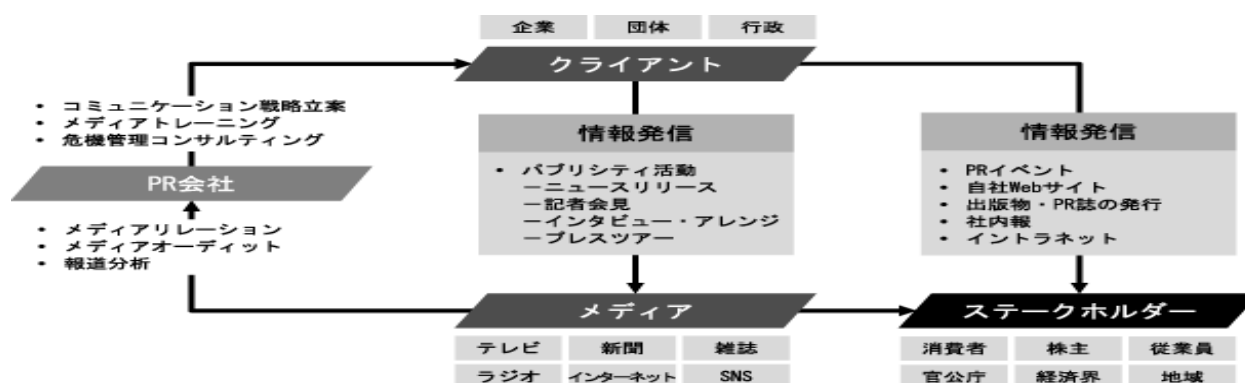 企業 団体 行政
クライアント
・ コミュニケーション戦略立案
・ メディアトレーニング
・ 危機管理コンサルティング
PR会社
・ メディアリレーション
・ メディアオーディット
・ 報道分析
情報発信
・ パブリシティ活動
－ニュースリリース
－記者会見
－インタビュー・アレンジ
－プレスツアー
情報発信
・ PRイベント
・ 自社Webサイト
・ 出版物・PR誌の発行
・ 社内報
・ イントラネット
メディア
テレビ 新聞 雑誌
ラジオ インターネット SNS
ステークホルダー
消費者 株主 従業員
官公庁 経済界 地域